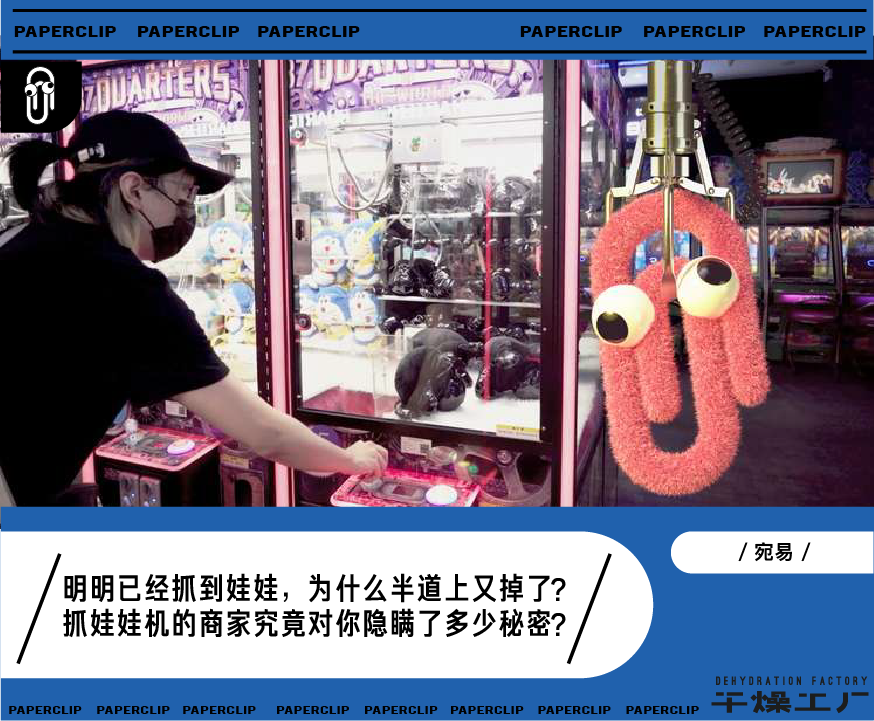 PAPERCLIP PAPERCLIP PAPERCLIP PAPERCLIP PAPERCLIP PAPERCLIP
QUARTERS
QUARTERS
/ 宛易 /
明明已经抓到娃娃，为什么半道上又掉了？
抓娃娃机的商家究竟对你隐瞒了多少秘密？
DEHYDRATION FACTORY
干燥工厂
PAPERCLIP PAPERCLIP PAPERCLIP PAPERCLIP PAPERCLIP PAPERCLIP PAPERCLIP PAPERCLIP